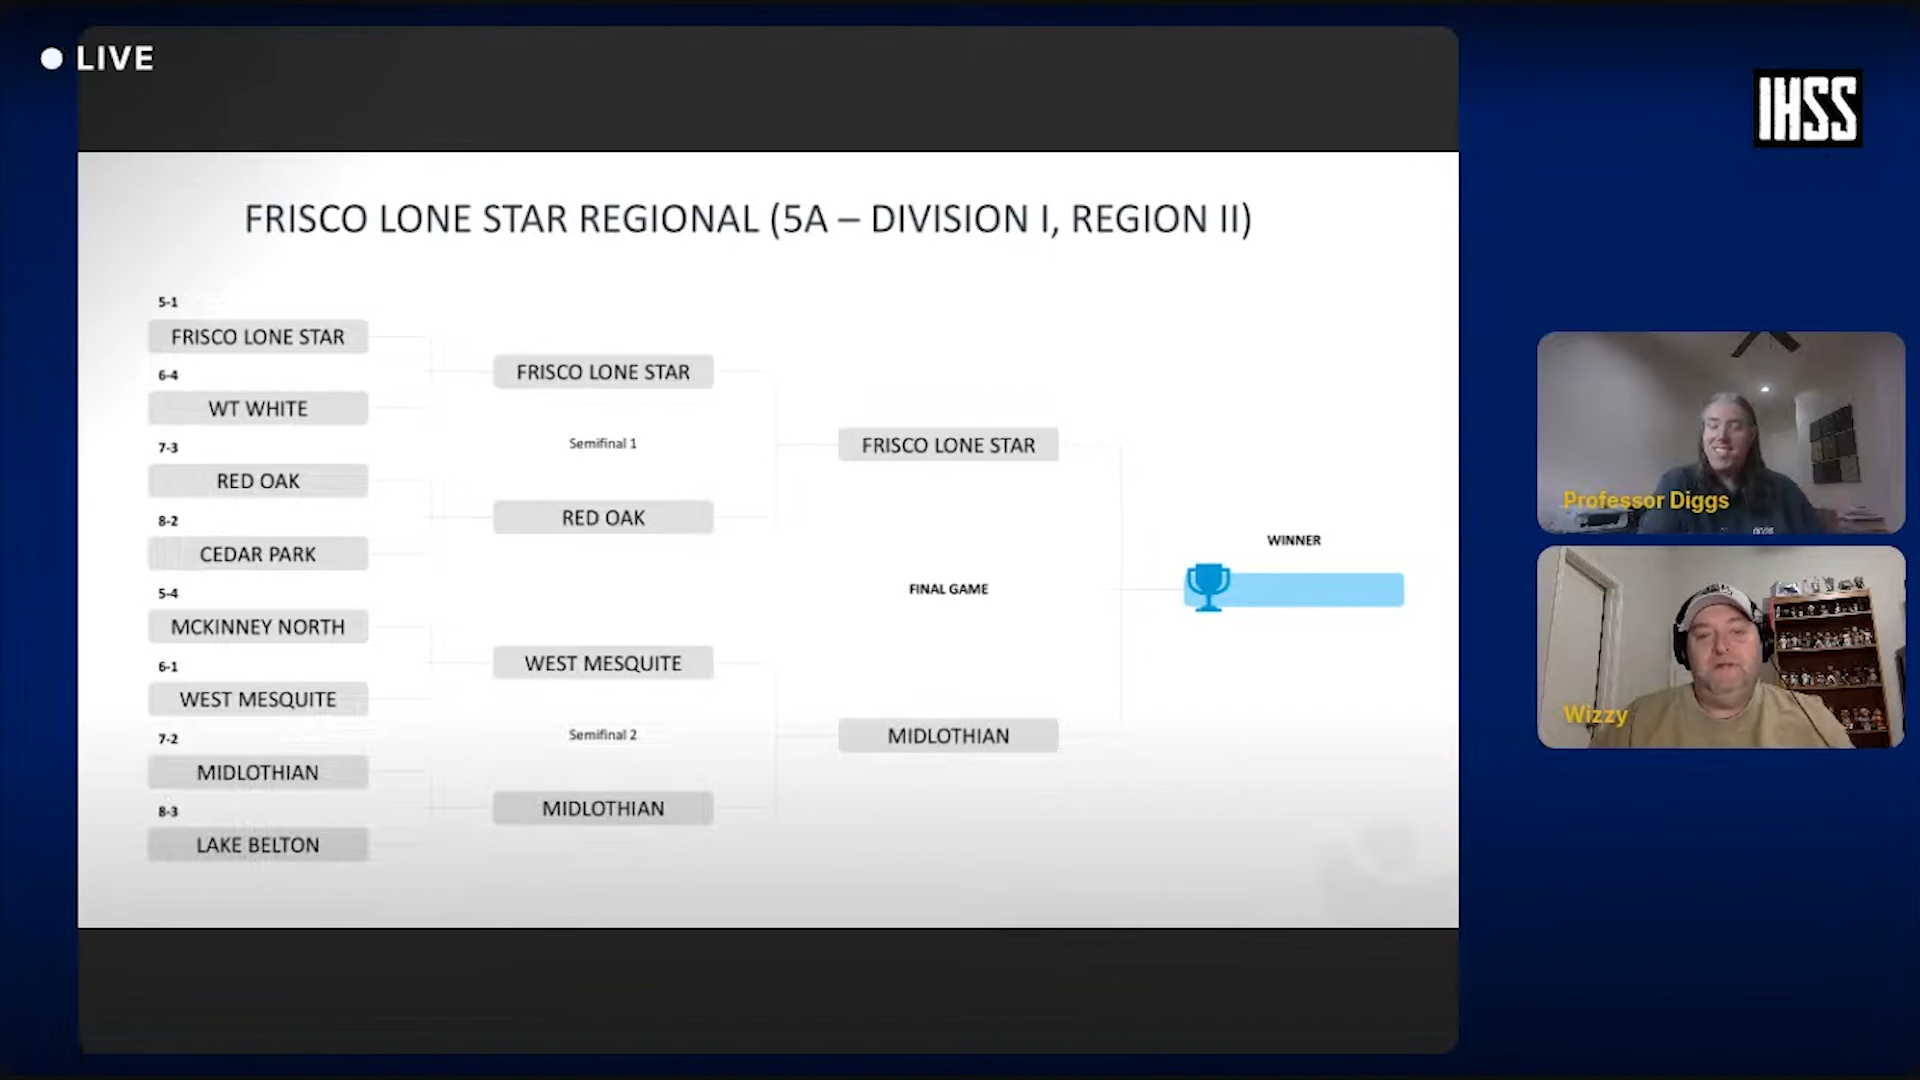 LIVE
IHSS
FRISCO LONE STAR REGIONAL (5A – DIVISION I, REGION II)
5-1
FRISCO LONE STAR
6-4
WT WHITE
7-3
RED OAK
8-2
CEDAR PARK
5-4
MCKINNEY NORTH
6-1
WEST MESQUITE
7-2
MIDLOTHIAN
8-3
LAKE BELTON
FRISCO LONE STAR
Semifinal 1
RED OAK
WEST MESQUITE
Semifinal 2
MIDLOTHIAN
FRISCO LONE STAR
FINAL GAME
MIDLOTHIAN
WINNER
Professor Diggs
Wizzy